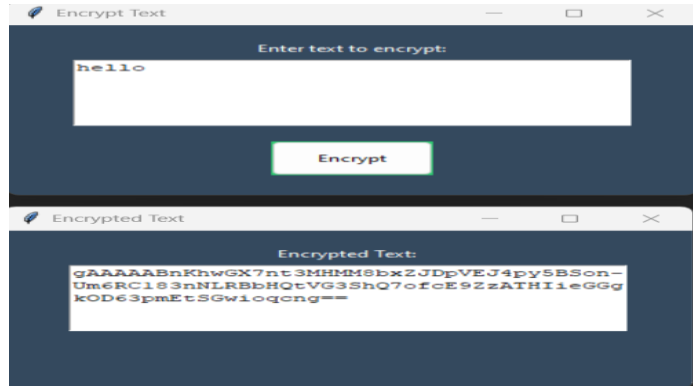 Encrypt Text
Enter text to encrypt:
hello
Encrypt
Encrypted Text
Encrypted Text:
gAAAAABnKhwGX7nt3MHMM8bxZJDpVEJ4py5BSon-
Um6RC183nNLRBbHQtVG3ShQ7ofcE9ZzATHIieGGg
kOD63pmEtSGwioqcng==